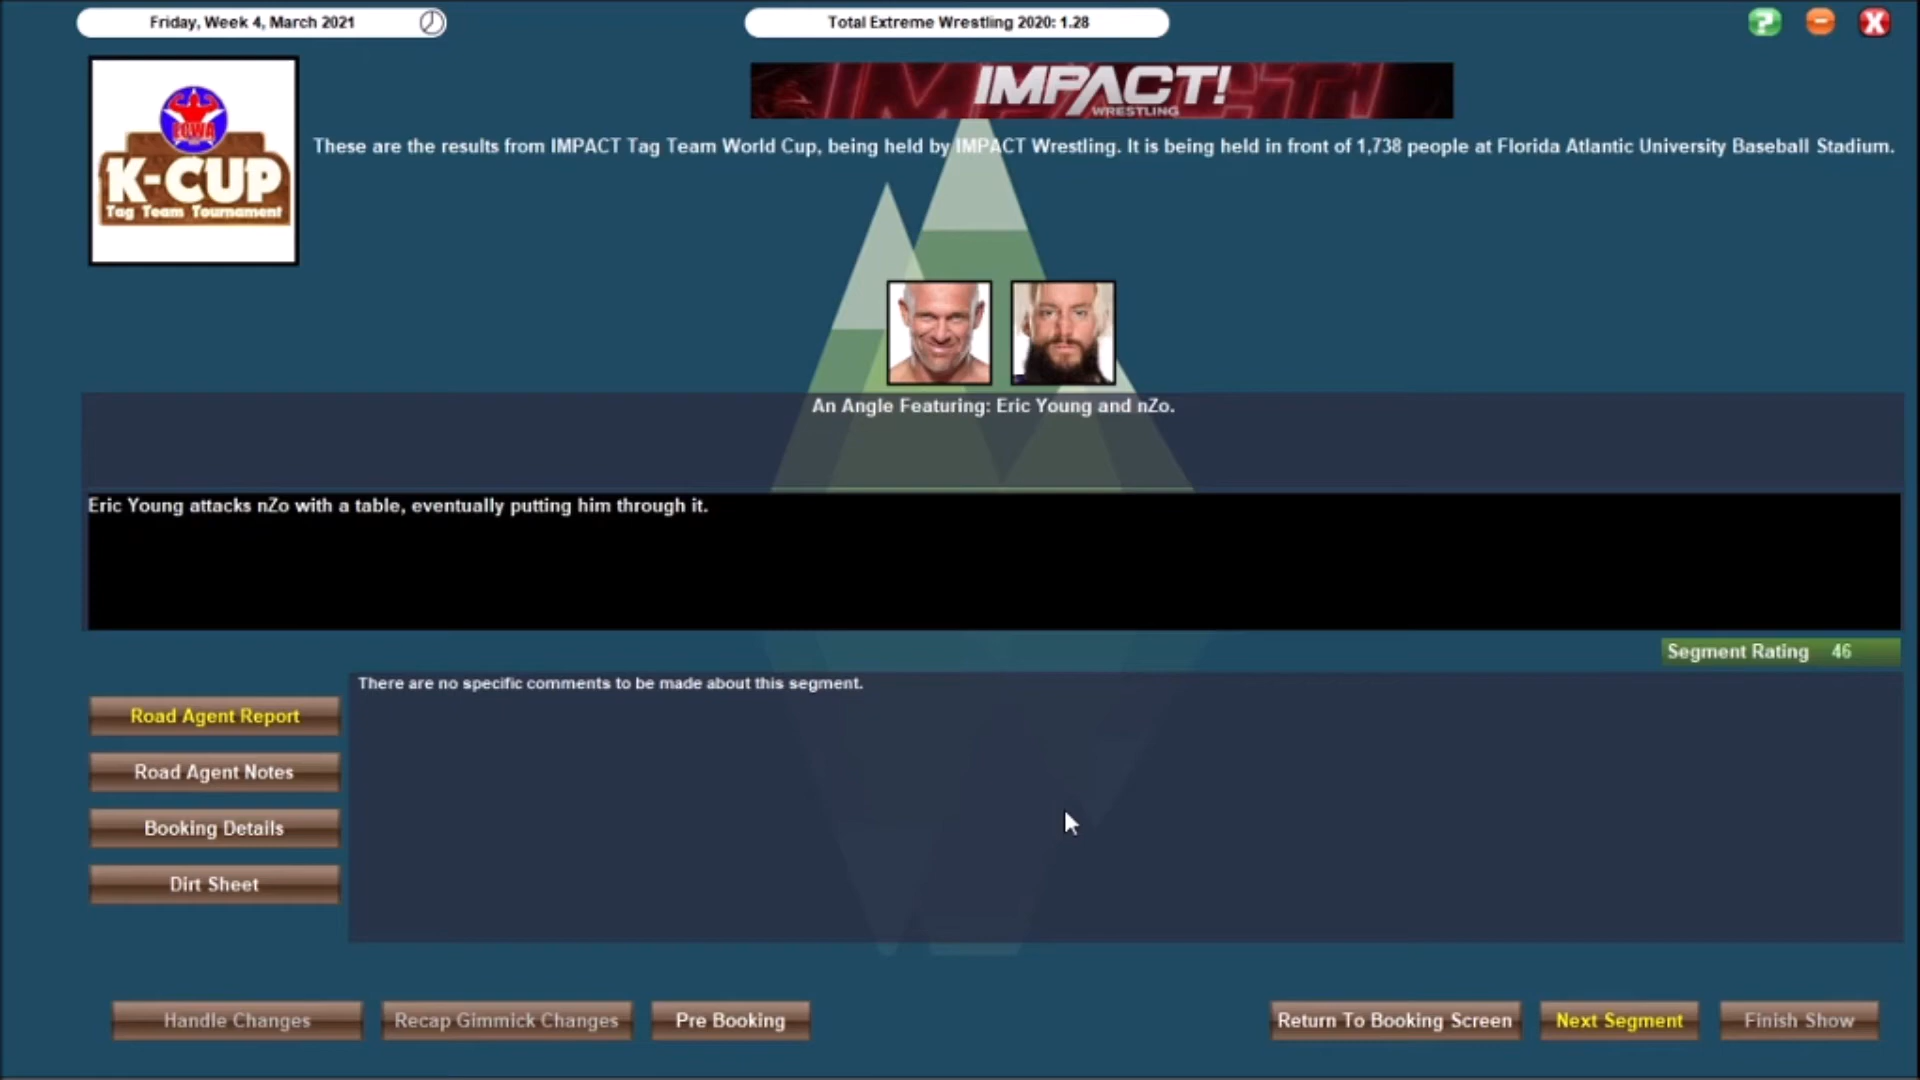 Friday, Week 4, March 2021
Total Extreme Wrestling 2020: 1.28
?
X
IMPACT!
WRESTLING
ECWA
K-CUP
Tag Team Tournament
These are the results from IMPACT Tag Team World Cup, being held by IMPACT Wrestling. It is being held in front of 1,738 people at Florida Atlantic University Baseball Stadium.
An Angle Featuring: Eric Young and nZo.
Eric Young attacks nZo with a table, eventually putting him through it.
Segment Rating 46
There are no specific comments to be made about this segment.
Road Agent Report
Road Agent Notes
Booking Details
Dirt Sheet
Handle Changes
Recap Gimmick Changes
Pre Booking
Return To Booking Screen
Next Segment
Finish Show